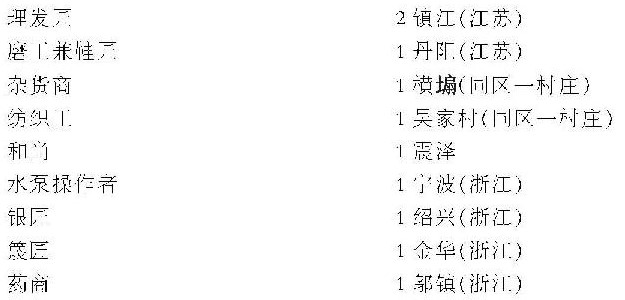 理发匠 2 镇江(江苏)
磨工兼鞋匠 1 丹阳(江苏)
杂货商 1 横塘(同区一村庄)
纺织工 1 吴家村(同区一村庄)
和尚 1 震泽
水泵操作者 1 宁波(浙江)
银匠 1 绍兴(浙江)
篾匠 1 金华(浙江)
药商 1 镇(浙江)